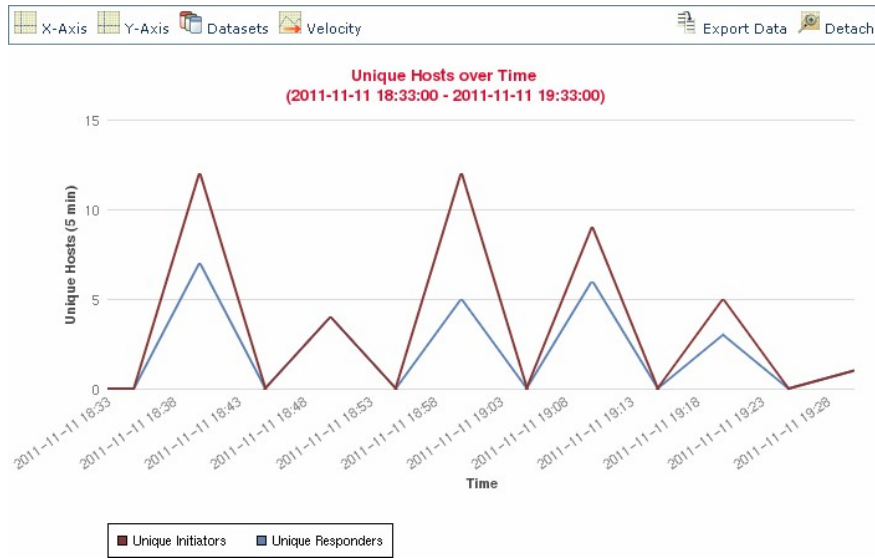 X-Axis Y-Axis Datasets Velocity Export Data Detach
Unique Hosts over Time
(2011-11-11 18:33:00 - 2011-11-11 19:33:00)
Unique Hosts (5 min)
15
10
5
0
2011-11-11 18:33 2011-11-11 18:38 2011-11-11 18:43 2011-11-11 18:48 2011-11-11 18:53 2011-11-11 18:58 2011-11-11 19:03 2011-11-11 19:08 2011-11-11 19:13 2011-11-11 19:18 2011-11-11 19:23 2011-11-11 19:28
Time
Unique Initiators Unique Responders